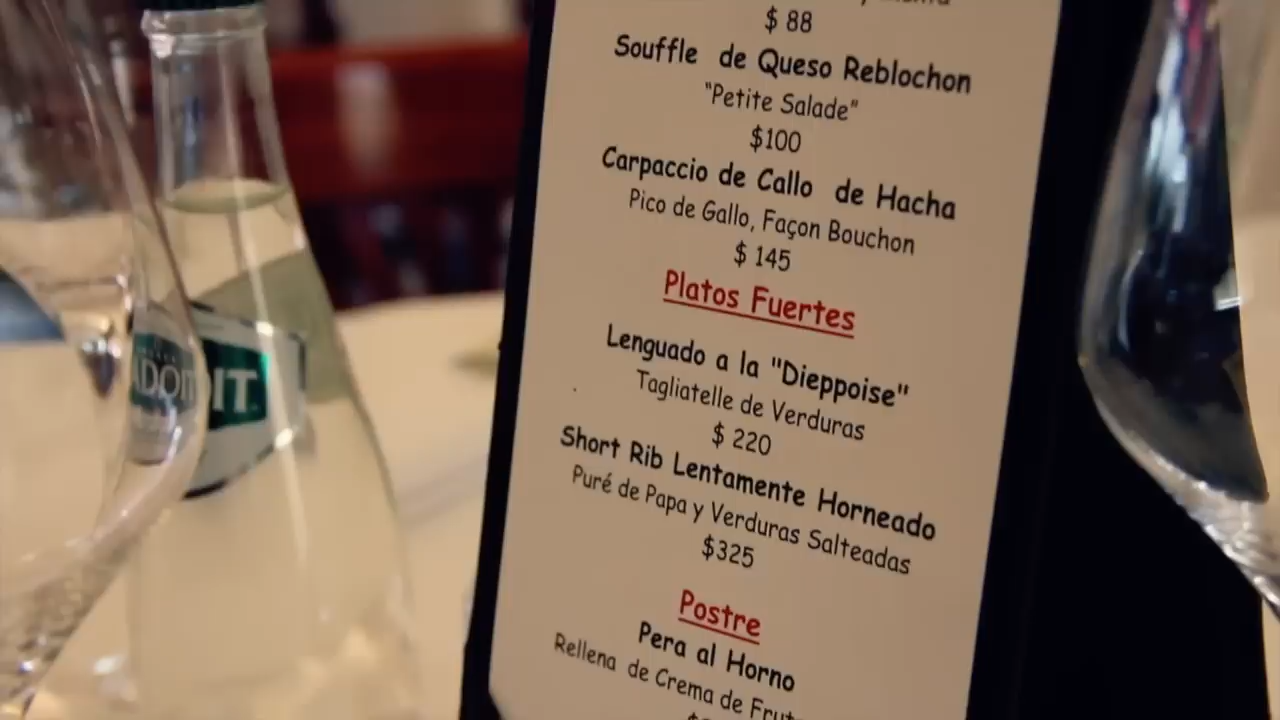 $ 88
Souffle de Queso Reblochon
"Petite Salade"
$100
Carpaccio de Callo de Hacha
Pico de Gallo, Façon Bouchon
$ 145
Platos Fuertes
Lenguado a la "Dieppoise"
Tagliatelle de Verduras
$ 220
Short Rib Lentamente Horneado
Puré de Papa y Verduras Salteadas
$325
Postre
Pera al Horno
Rellena de Crema de
ADOIT
IT